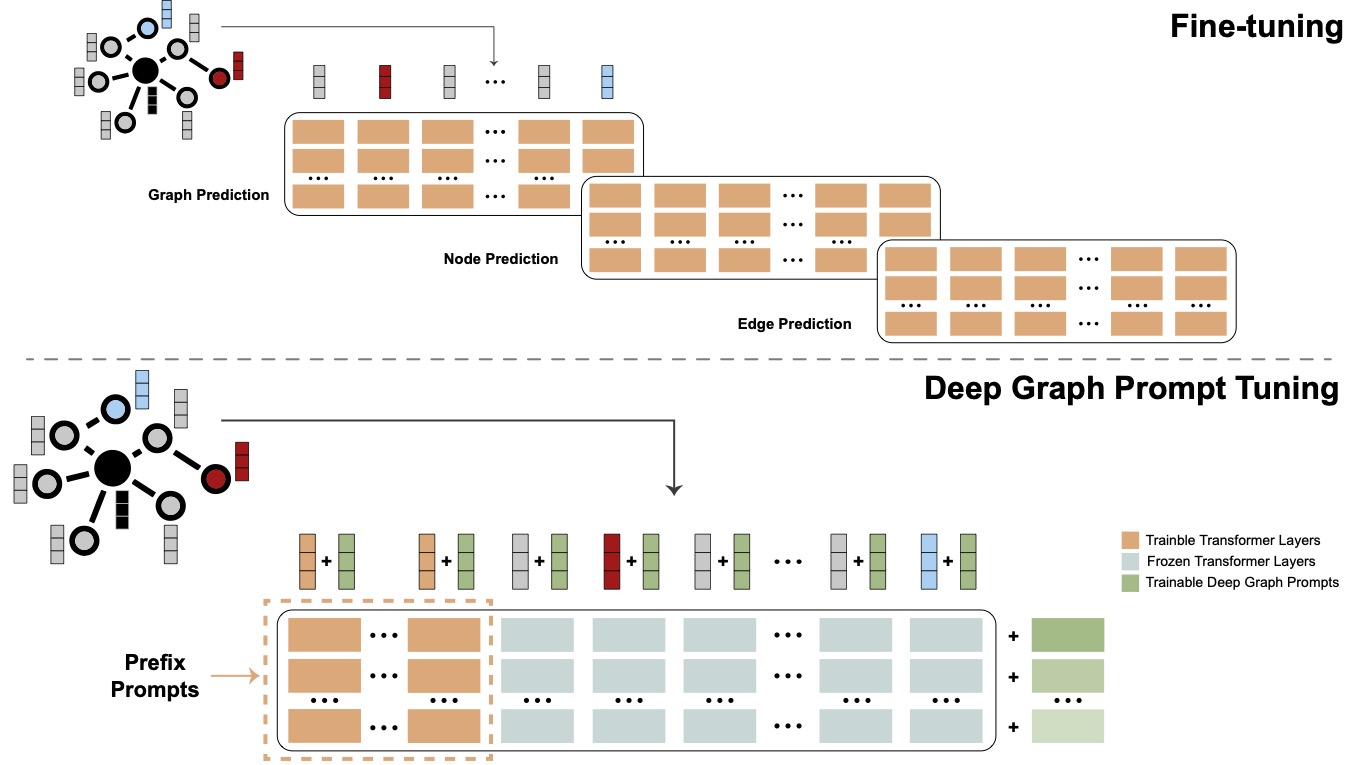 Fine-tuning
Graph Prediction
Node Prediction
Edge Prediction
Deep Graph Prompt Tuning
Trainble Transformer Layers
Frozen Transformer Layers
Trainable Deep Graph Prompts
Prefix
Prompts